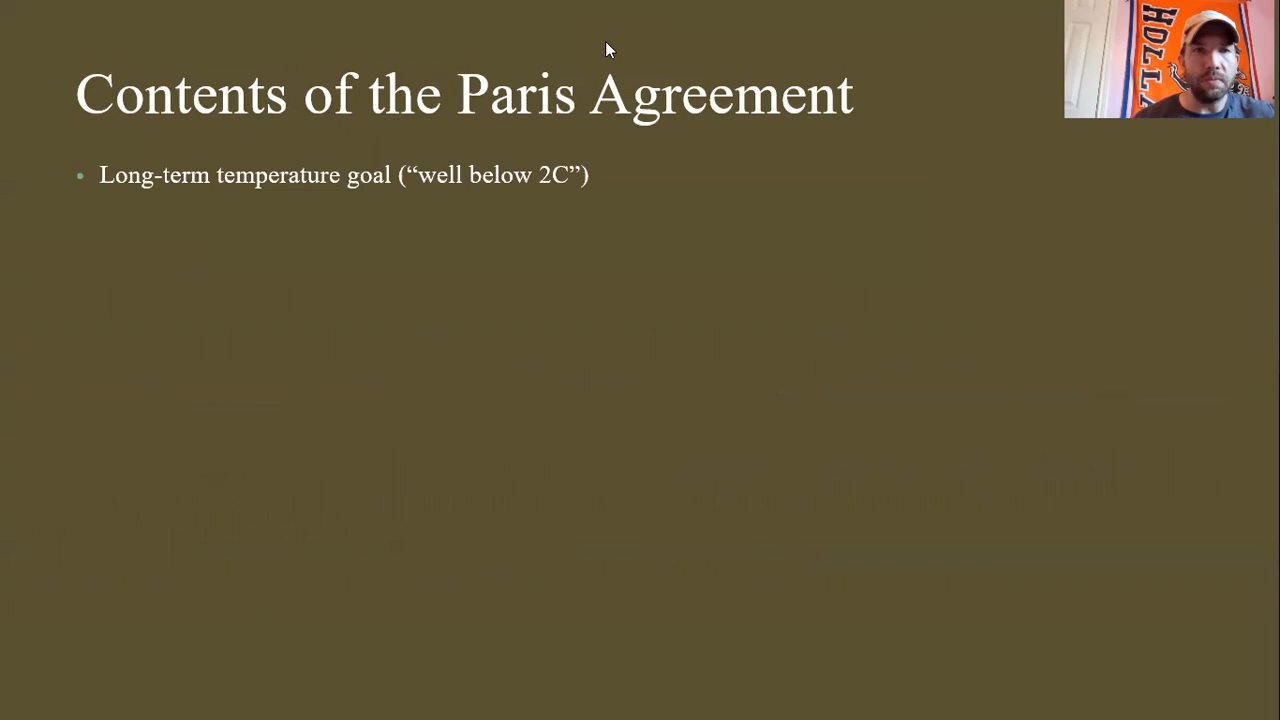 Contents of the Paris Agreement
• Long-term temperature goal (“well below 2C”)